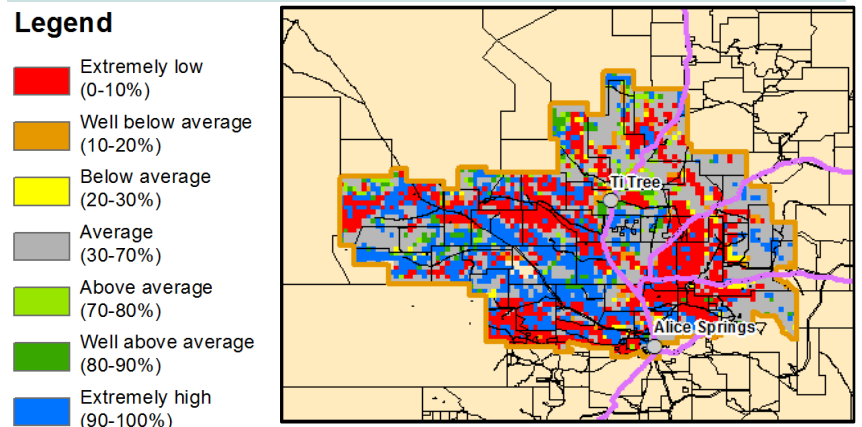 Legend
Extremely low
(0-10%)
Well below average
(10-20%)
Below average
(20-30%)
Average
(30-70%)
Above average
(70-80%)
Well above average
(80-90%)
Extremely high
(90-100%)
Ti Tree
Alice Springs